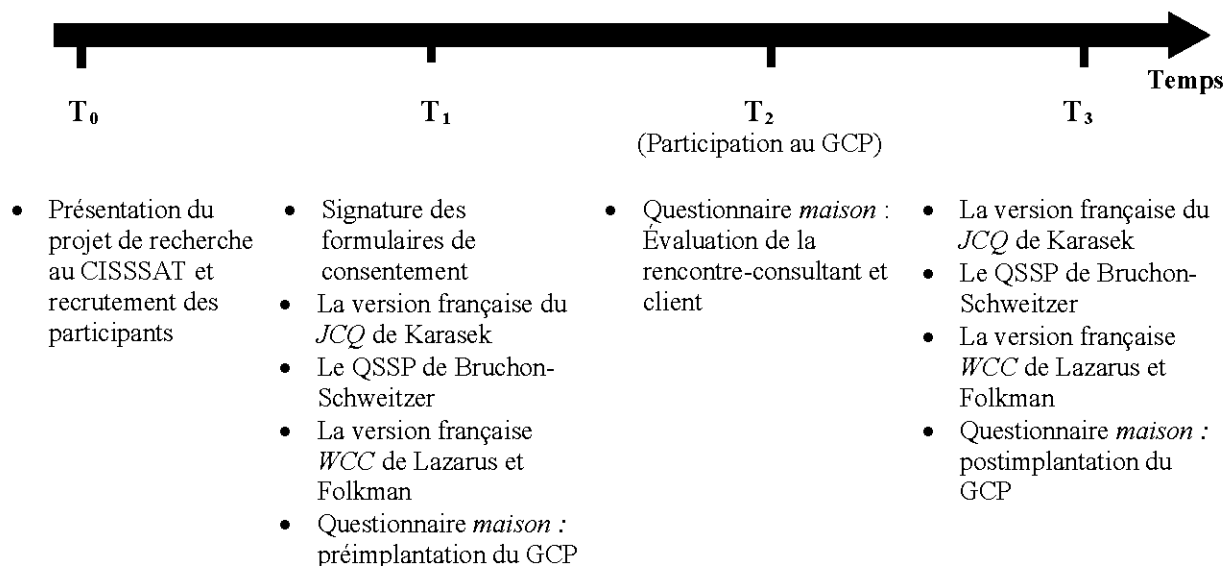 Temps
T₀
T₁
T₂
(Participation au GCP)
T₃
• Présentation du
projet de recherche
au CISSSAT et
recrutement des
participants
• Signature des
formulaires de
consentement
• La version française du
JCQ de Karasek
• Le QSSP de Bruchon-
Schweitzer
• La version française
WCC de Lazarus et
Folkman
• Questionnaire maison :
préimplantation du GCP
• Questionnaire maison :
Évaluation de la
rencontre-consultant et
client
• La version française du
JCQ de Karasek
• Le QSSP de Bruchon-
Schweitzer
• La version française
WCC de Lazarus et
Folkman
• Questionnaire maison :
postimplantation du
GCP